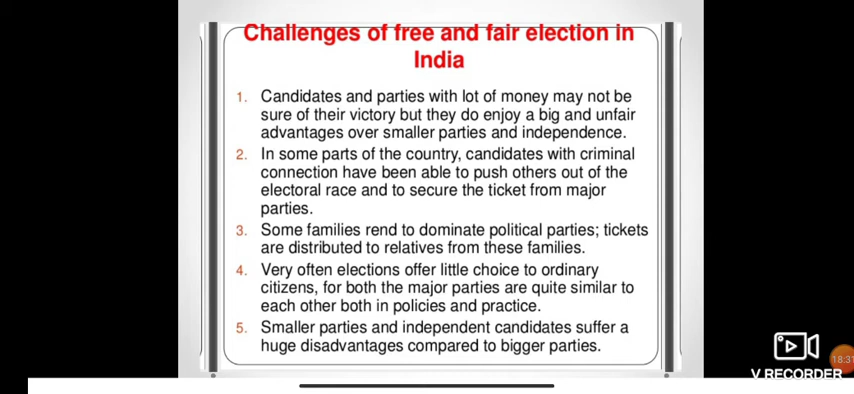 Challenges of free and fair election in
India
1. Candidates and parties with lot of money may not be
sure of their victory but they do enjoy a big and unfair
advantages over smaller parties and independence.
2. In some parts of the country, candidates with criminal
connection have been able to push others out of the
electoral race and to secure the ticket from major
parties.
3. Some families rend to dominate political parties; tickets
are distributed to relatives from these families.
4. Very often elections offer little choice to ordinary
citizens, for both the major parties are quite similar to
each other both in policies and practice.
5. Smaller parties and independent candidates suffer a
huge disadvantages compared to bigger parties.
18:31
V RECORDER